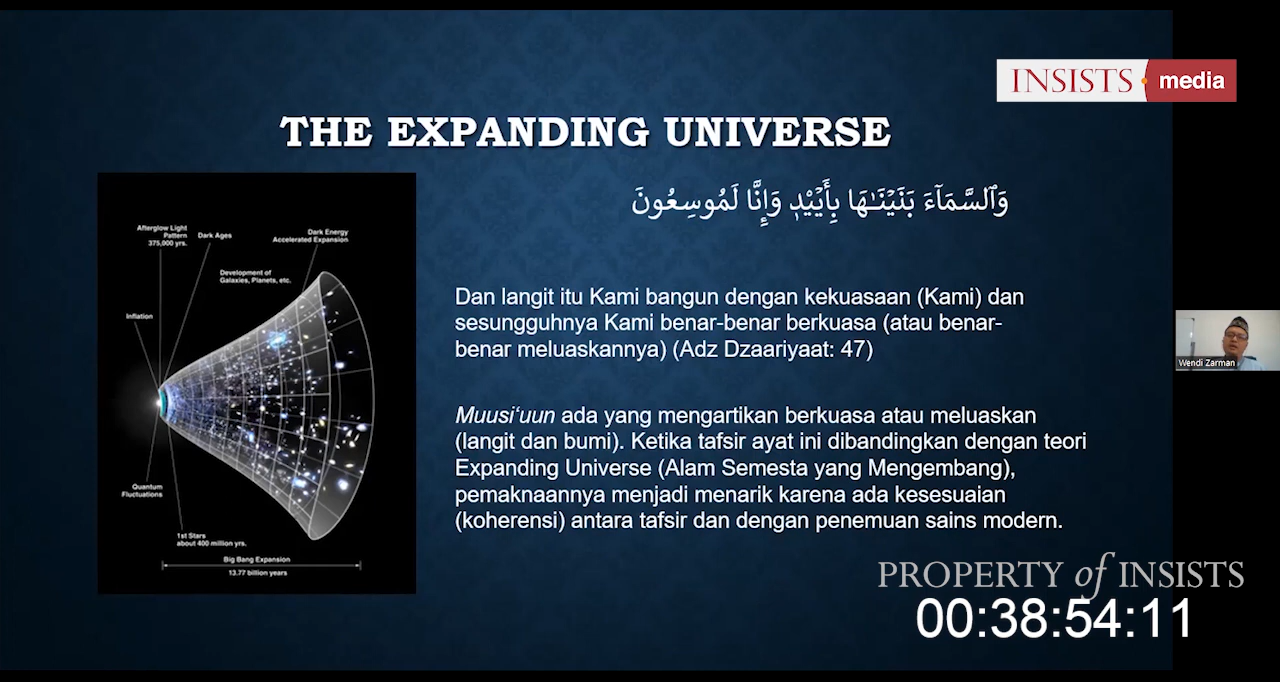 INSISTS media
THE EXPANDING UNIVERSE
وَٱلسَّمَآءَ بَنَيْنَـٰهَا بِأَيْي۟دٍ وَإِنَّا لَمُوسِعُونَ
Afterglow Light
Pattern
375,000 yrs.
Dark Ages
Dark Energy
Accelerated Expansion
Development of
Galaxies, Planets, etc.
Inflation
Quantum
Fluctuations
1st Stars
about 400 million yrs.
Big Bang Expansion
13.77 billion years
Dan langit itu Kami bangun dengan kekuasaan (Kami) dan
sesungguhnya Kami benar-benar berkuasa (atau benar-
benar meluaskannya) (Adz Dzaariyaat: 47)
Muusi‘uun ada yang mengartikan berkuasa atau meluaskan
(langit dan bumi). Ketika tafsir ayat ini dibandingkan dengan teori
Expanding Universe (Alam Semesta yang Mengembang),
pemaknaannya menjadi menarik karena ada kesesuaian
(koherensi) antara tafsir dan dengan penemuan sains modern.
Wendi Zarman
PROPERTY of INSISTS
00:38:54:11